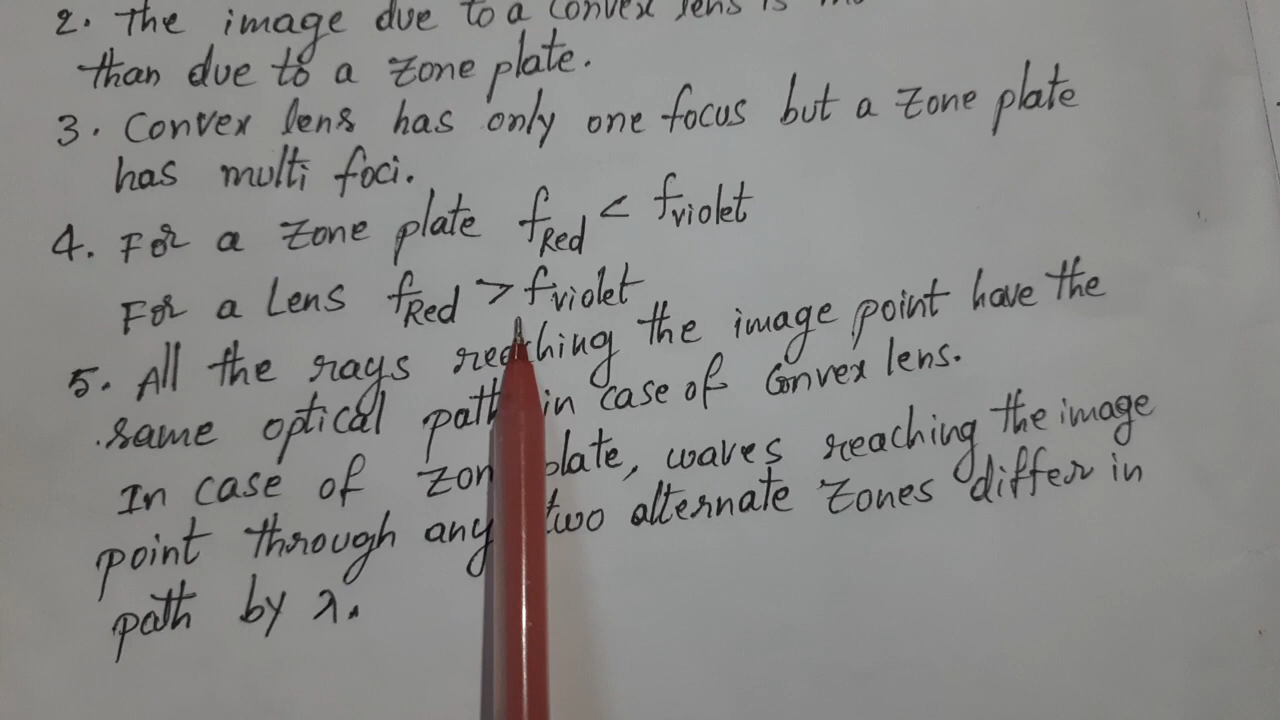 2. The image due to a convex lens is
than due to a zone plate.
3. Convex lens has only one focus but a zone plate
has multi foci.
4. For a zone plate fRed < fviolet
For a Lens fRed > fviolet
5. All the rays reaching the image point have the
same optical path in case of convex lens.
In case of zone plate, waves reaching the image
point through any two alternate zones differ in
path by λ.